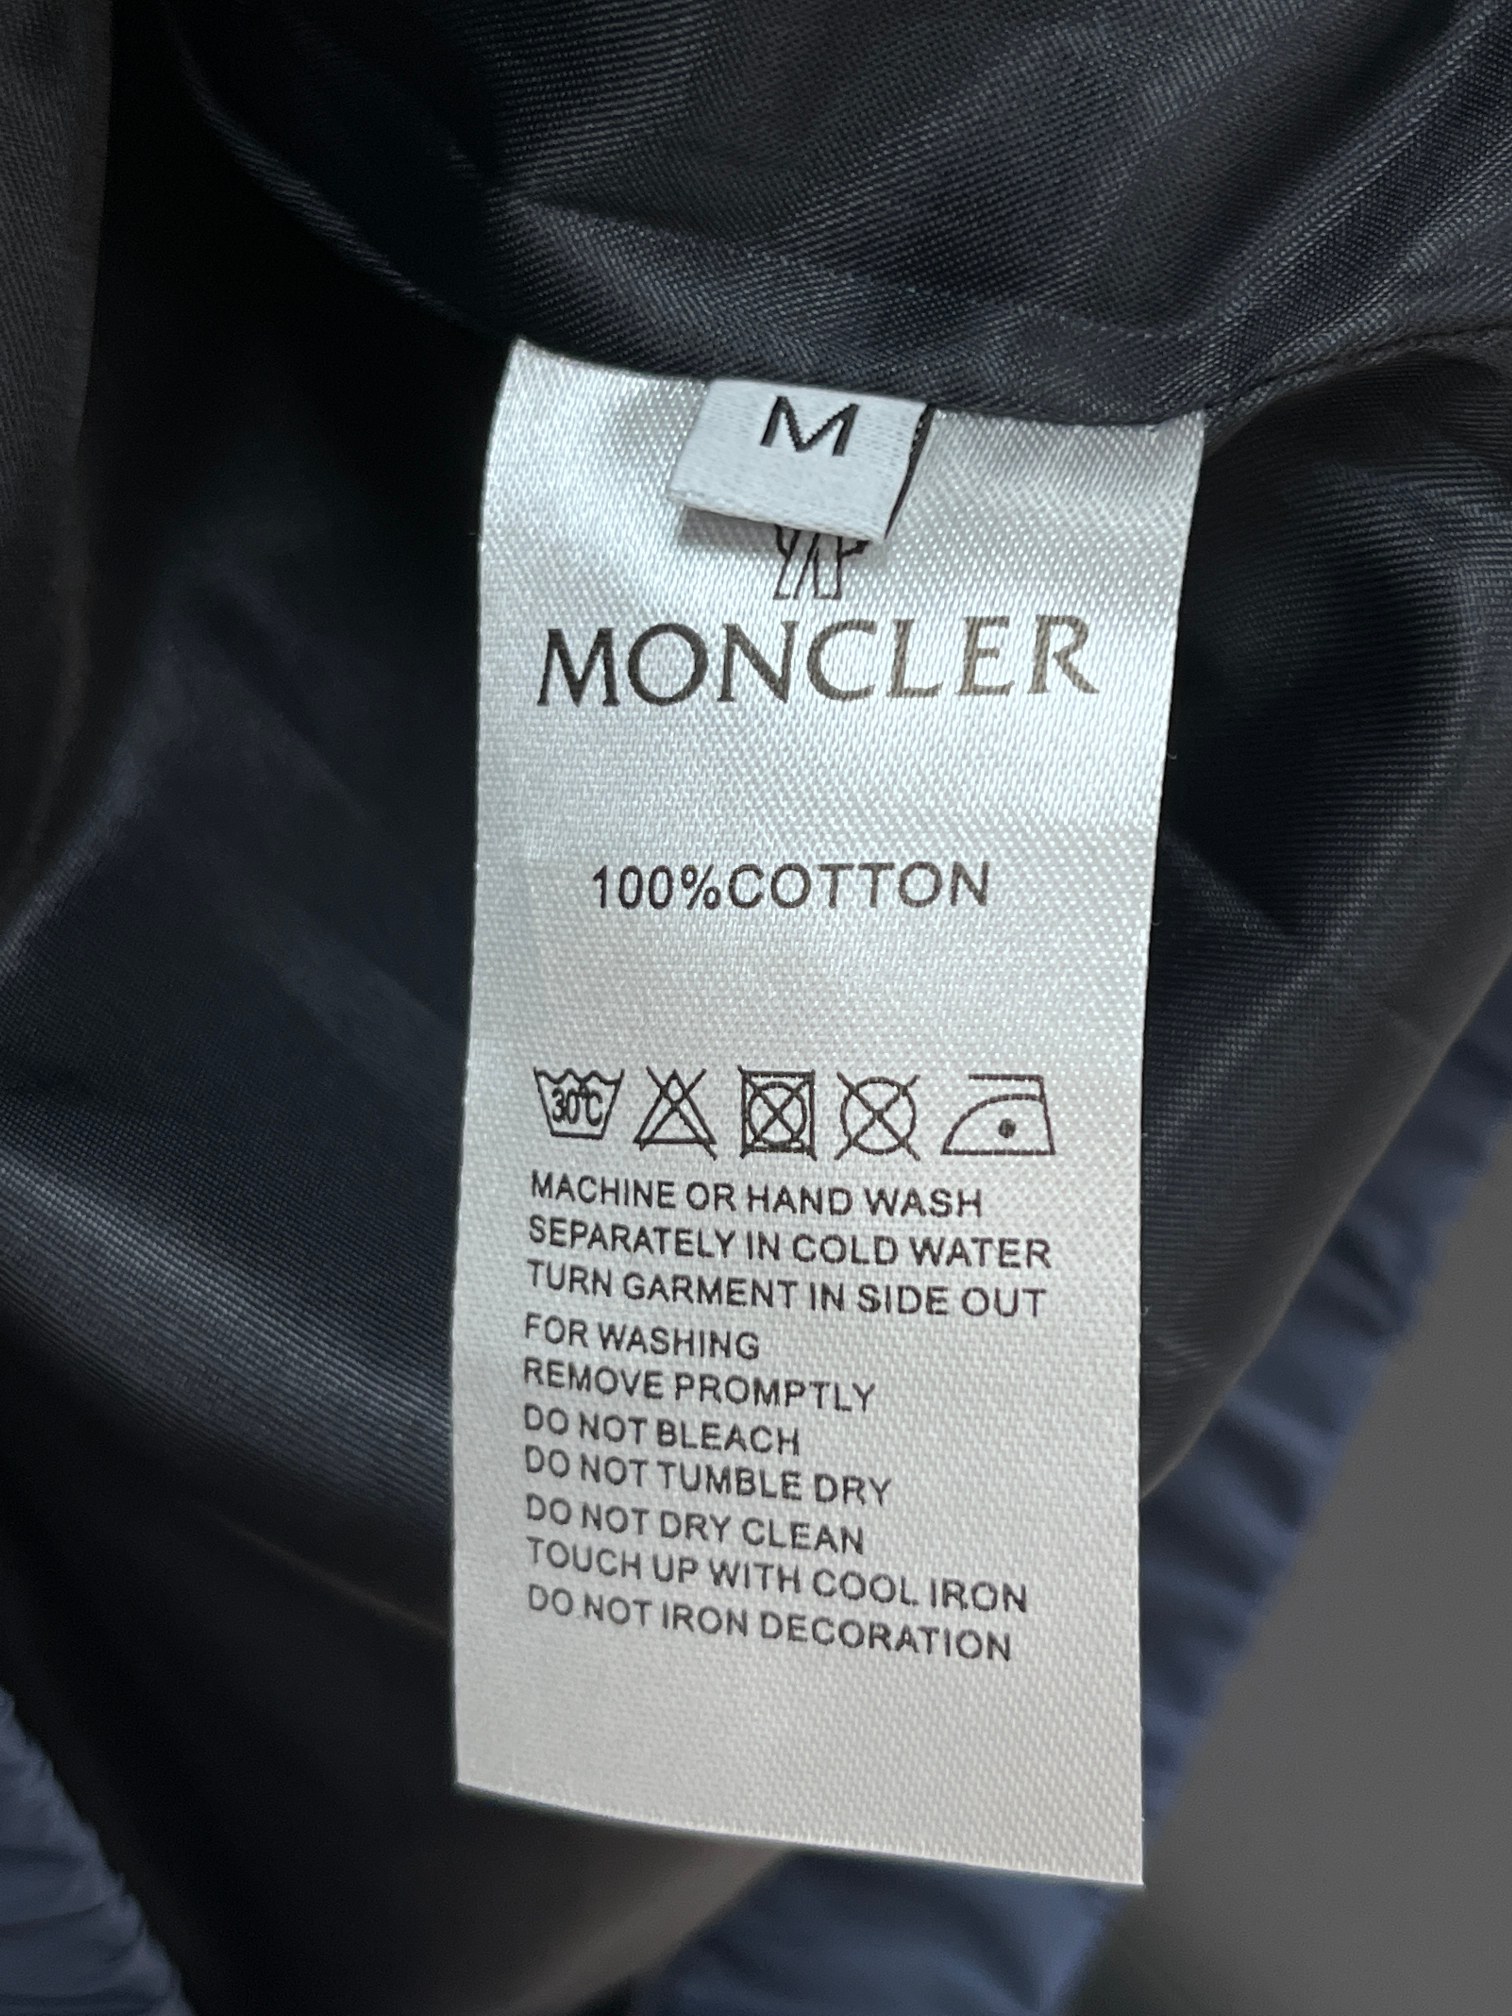 M
MONCLER
100%COTTON
30°C
MACHINE OR HAND WASH
SEPARATELY IN COLD WATER
TURN GARMENT IN SIDE OUT
FOR WASHING
REMOVE PROMPTLY
DO NOT BLEACH
DO NOT TUMBLE DRY
DO NOT DRY CLEAN
TOUCH UP WITH COOL IRON
DO NOT IRON DECORATION